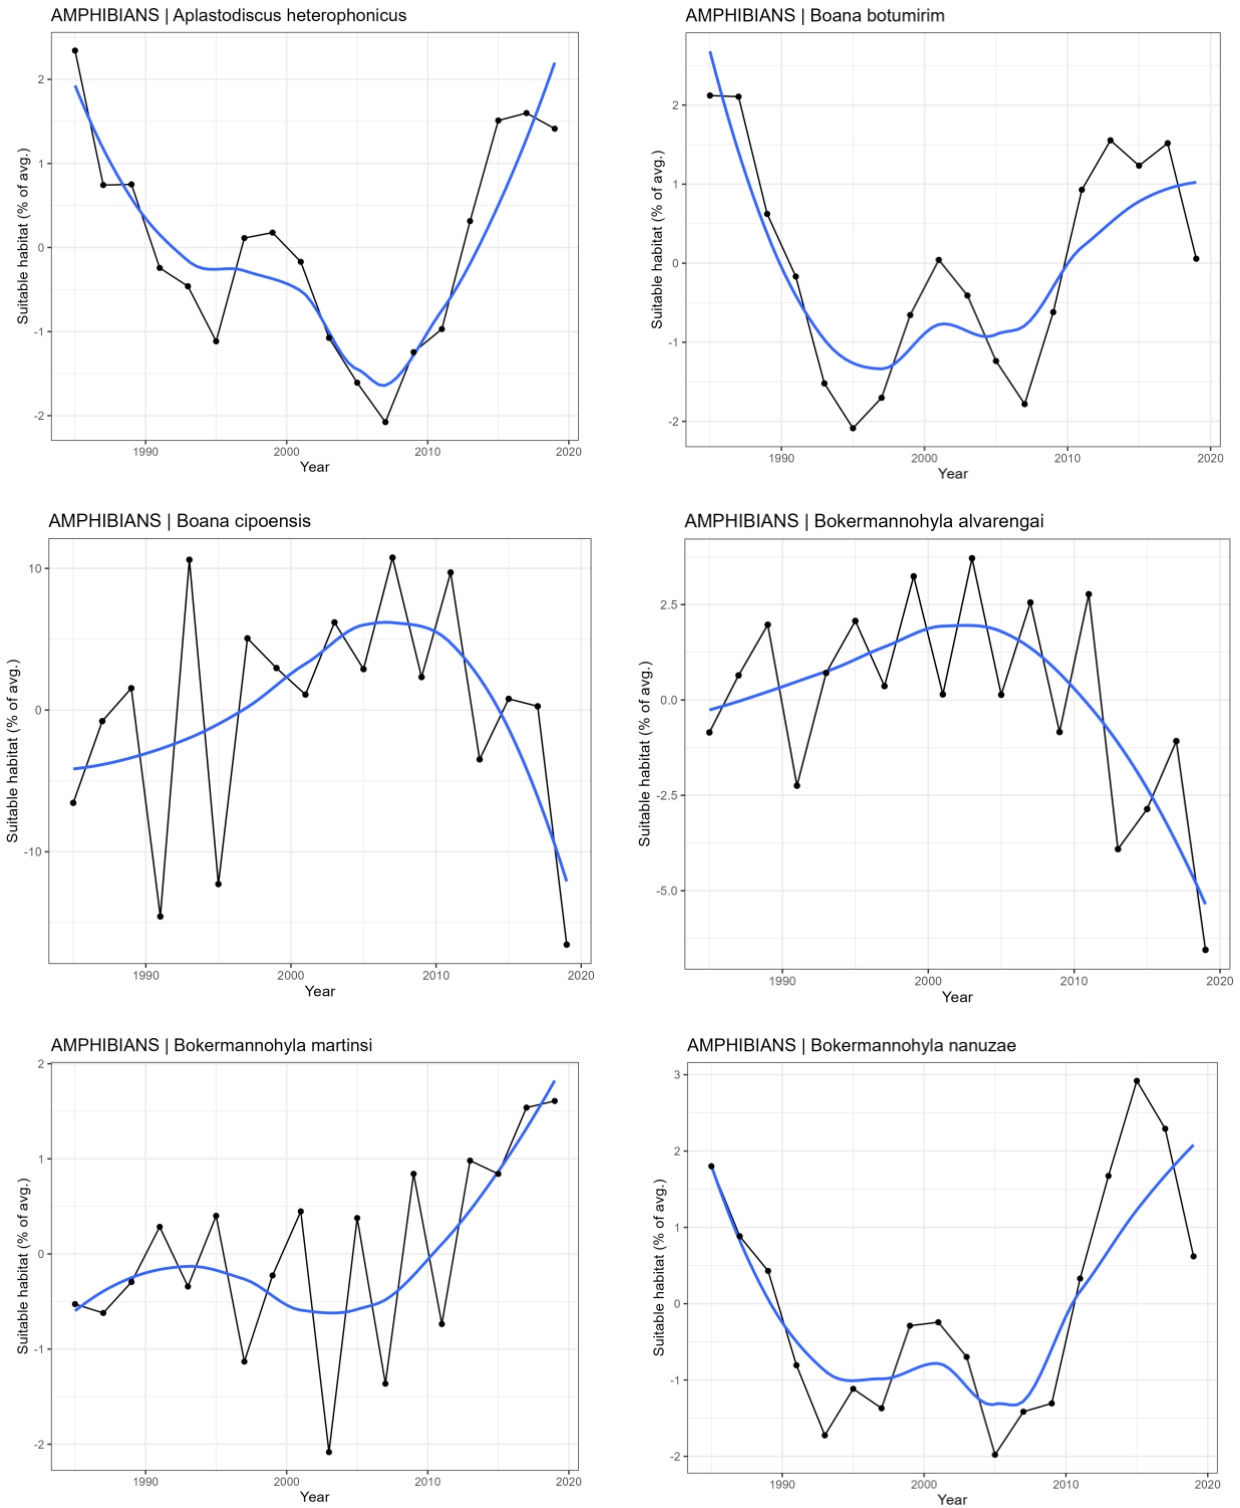 AMPHIBIANS | Aplastodiscus heterophonicus
Suitable habitat (% of avg.)
2
1
0
-1
-2
1990 2000 2010 2020
Year
AMPHIBIANS | Boana botumirim
Suitable habitat (% of avg.)
2
1
0
-1
-2
1990 2000 2010 2020
Year
AMPHIBIANS | Boana cipoensis
Suitable habitat (% of avg.)
10
0
-10
1990 2000 2010 2020
Year
AMPHIBIANS | Bokermannohyla alvarengai
Suitable habitat (% of avg.)
2.5
0.0
-2.5
-5.0
1990 2000 2010 2020
Year
AMPHIBIANS | Bokermannohyla martinsi
Suitable habitat (% of avg.)
2
1
0
-1
-2
1990 2000 2010 2020
Year
AMPHIBIANS | Bokermannohyla nanuzae
Suitable habitat (% of avg.)
3
2
1
0
-1
-2
1990 2000 2010 2020
Year